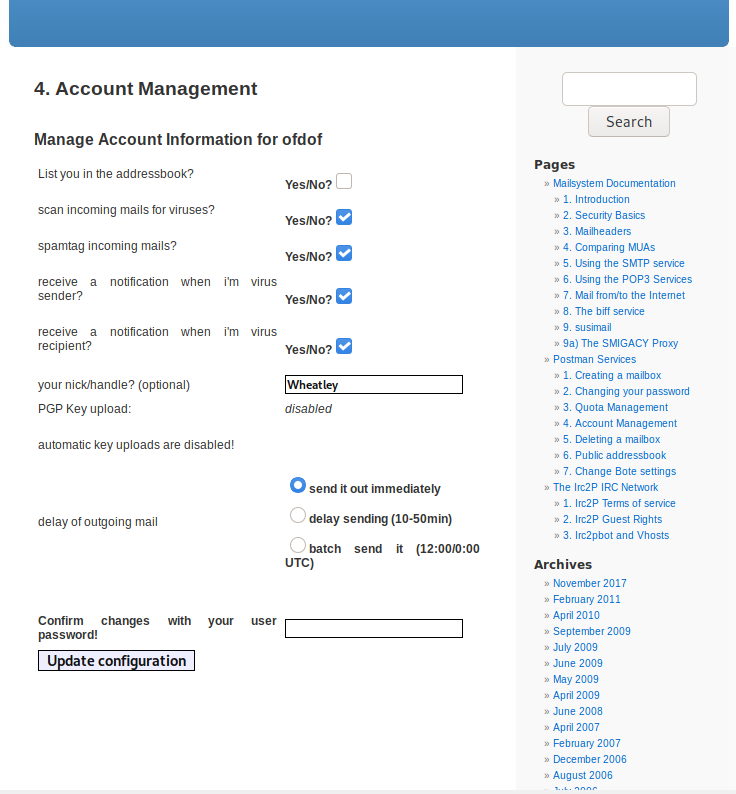 4. Account Management
Manage Account Information for ofdof
List you in the addressbook?
Yes/No?
scan incoming mails for viruses?
Yes/No?
spamtag incoming mails?
Yes/No?
receive a notification when i'm virus
sender?
Yes/No?
receive a notification when i'm virus
recipient?
Yes/No?
your nick/handle? (optional)
Wheatley
PGP Key upload:
disabled
automatic key uploads are disabled!
delay of outgoing mail
send it out immediately
delay sending (10-50min)
batch send it (12:00/0:00
UTC)
Confirm changes with your user
password!
Update configuration
Search
Pages
» Mailsystem Documentation
» 1. Introduction
» 2. Security Basics
» 3. Mailheaders
» 4. Comparing MUAs
» 5. Using the SMTP service
» 6. Using the POP3 Services
» 7. Mail from/to the Internet
» 8. The biff service
» 9. susimail
» 9a) The SMIGACY Proxy
» Postman Services
» 1. Creating a mailbox
» 2. Changing your password
» 3. Quota Management
» 4. Account Management
» 5. Deleting a mailbox
» 6. Public addressbook
» 7. Change Bote settings
» The Irc2P IRC Network
» 1. Irc2P Terms of service
» 2. Irc2P Guest Rights
» 3. Irc2pbot and Vhosts
Archives
» November 2017
» February 2011
» April 2010
» September 2009
» July 2009
» June 2009
» May 2009
» April 2009
» June 2008
» April 2007
» February 2007
» December 2006
» August 2006
» July 2006